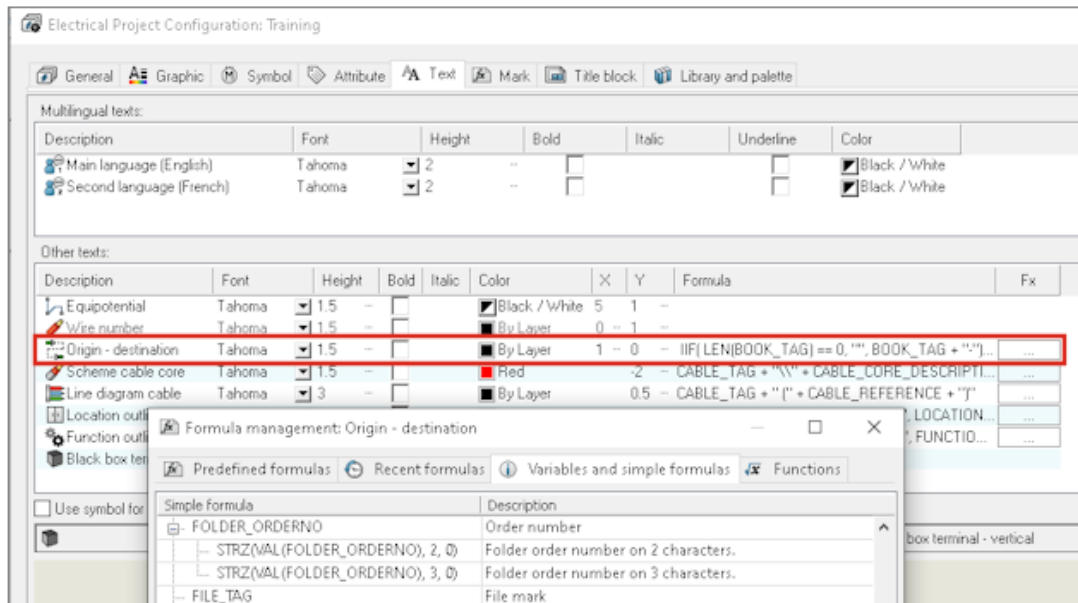 Electrical Project Configuration: Training
General Graphic Symbol Attribute Text Mark Title block Library and palette
Multilingual texts:
Description Font Height Bold Italic Underline Color
Main language (English) Tahoma 2 Black / White
Second language (French) Tahoma 2 Black / White
Other texts:
Description Font Height Bold Italic Color X Y Formula Fx
Equipotential Tahoma 1.5 Black / White 5 1
Wire number Tahoma 1.5 By Layer 0 1
Origin - destination Tahoma 1.5 By Layer 1 0 IIF( LEN(BOOK_TAG) == 0, "", BOOK_TAG + "-")... ...
Scheme cable core Tahoma 1.5 Red -2 CABLE_TAG + "\\" + CABLE_CORE_DESCRIPTI... ...
Line diagram cable Tahoma 3 By Layer 0.5 CABLE_TAG + " (" + CABLE_REFERENCE + ")" ...
Location outli , LOCATION... ...
Function outli , FUNCTIO... ...
Black box ter
Formula management: Origin - destination
Predefined formulas Recent formulas Variables and simple formulas Functions
Simple formula Description
Use symbol for
FOLDER_ORDERNO Order number
box terminal - vertical
STRZ(VAL(FOLDER_ORDERNO), 2, 0) Folder order number on 2 characters.
STRZ(VAL(FOLDER_ORDERNO), 3, 0) Folder order number on 3 characters.
FILE_TAG File mark